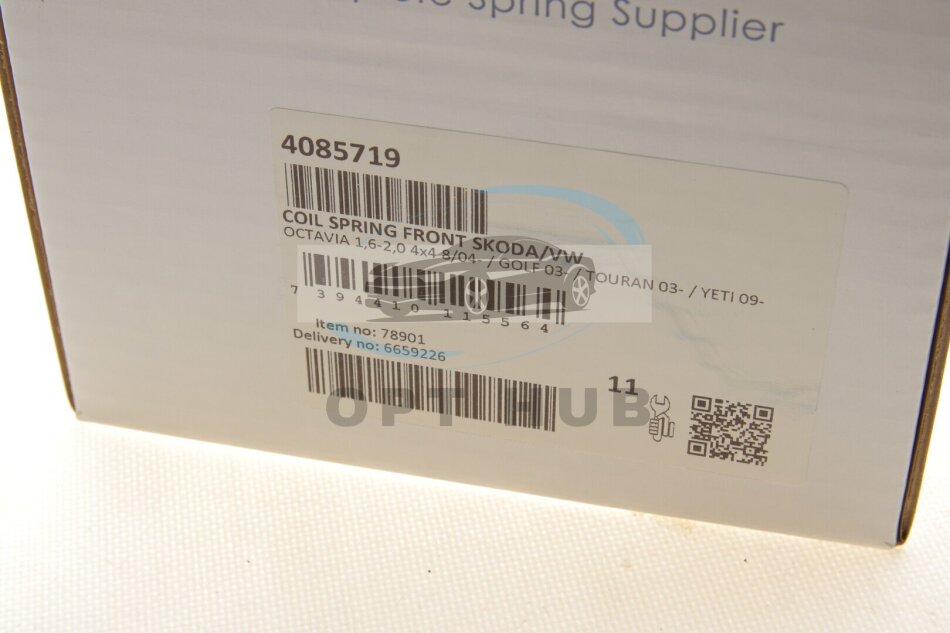 Spring Supplier
4085719
COIL SPRING FRONT SKODA/VW
OCTAVIA 1,6-2,0 4x4 8/04- / GOLF 03- / TOURAN 03- / YETI 09-
7 394410 115564
Item no: 78901
Delivery no: 6659226
11
OPT HUB